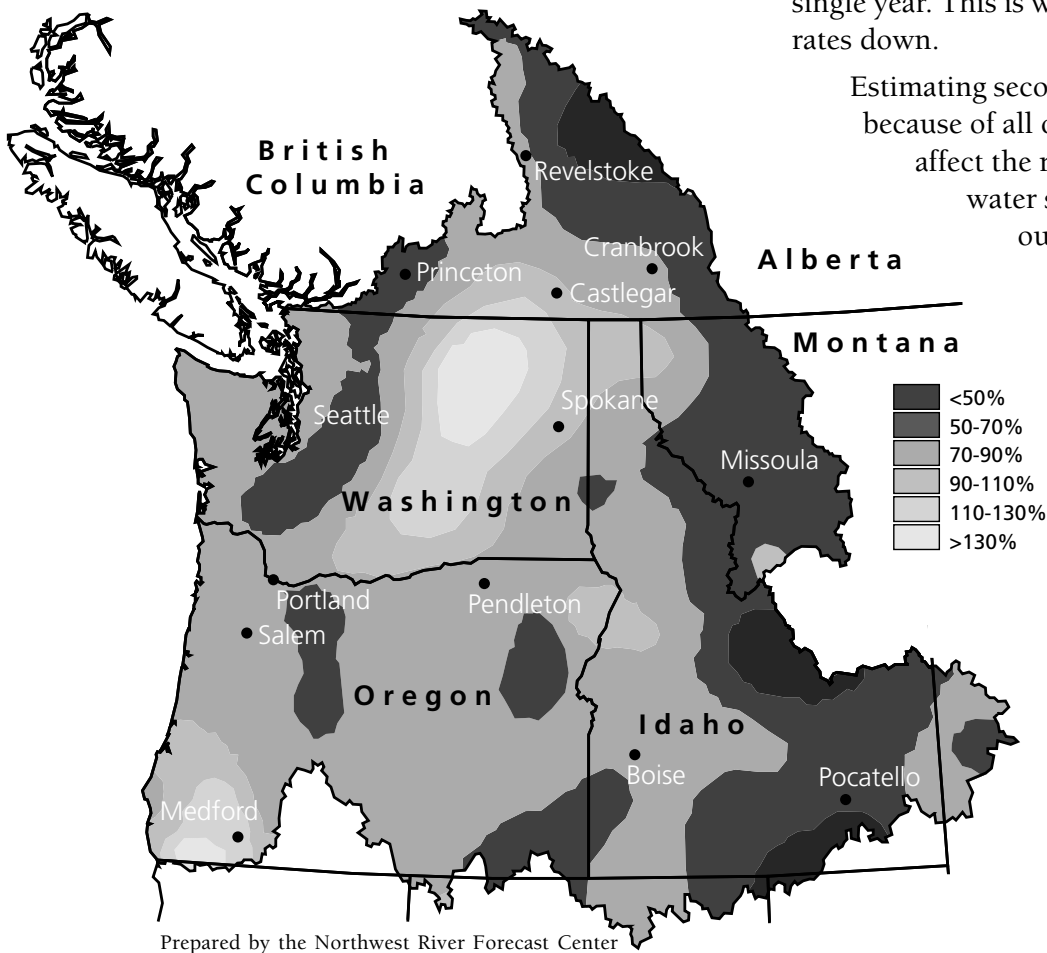 single year. This is w
rates down.
Estimating seco
because of all
affect the
water s
ou
British
Columbia
Revelstoke
Cranbrook
Alberta
Princeton
Castlegar
Montana
<50%
50-70%
70-90%
90-110%
110-130%
>130%
Seattle
Spokane
Missoula
Washington
Portland
Pendleton
Salem
Oregon
Idaho
Boise
Pocatello
Medford
Prepared by the Northwest River Forecast Center